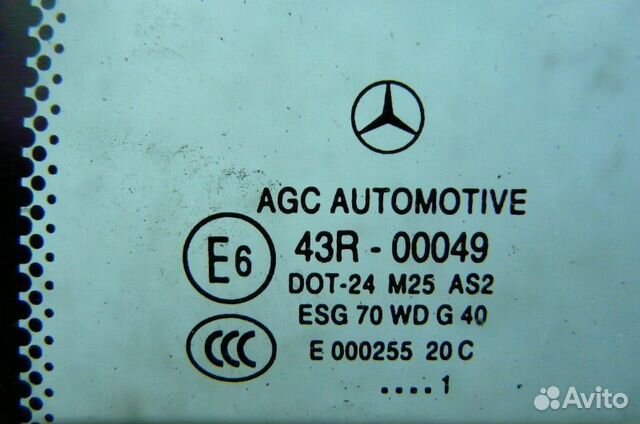 AGC AUTOMOTIVE
E6 43R - 00049
DOT-24 M25 AS2
ESG 70 WD G 40
CCC E 000255 20 C
.... 1
Avito